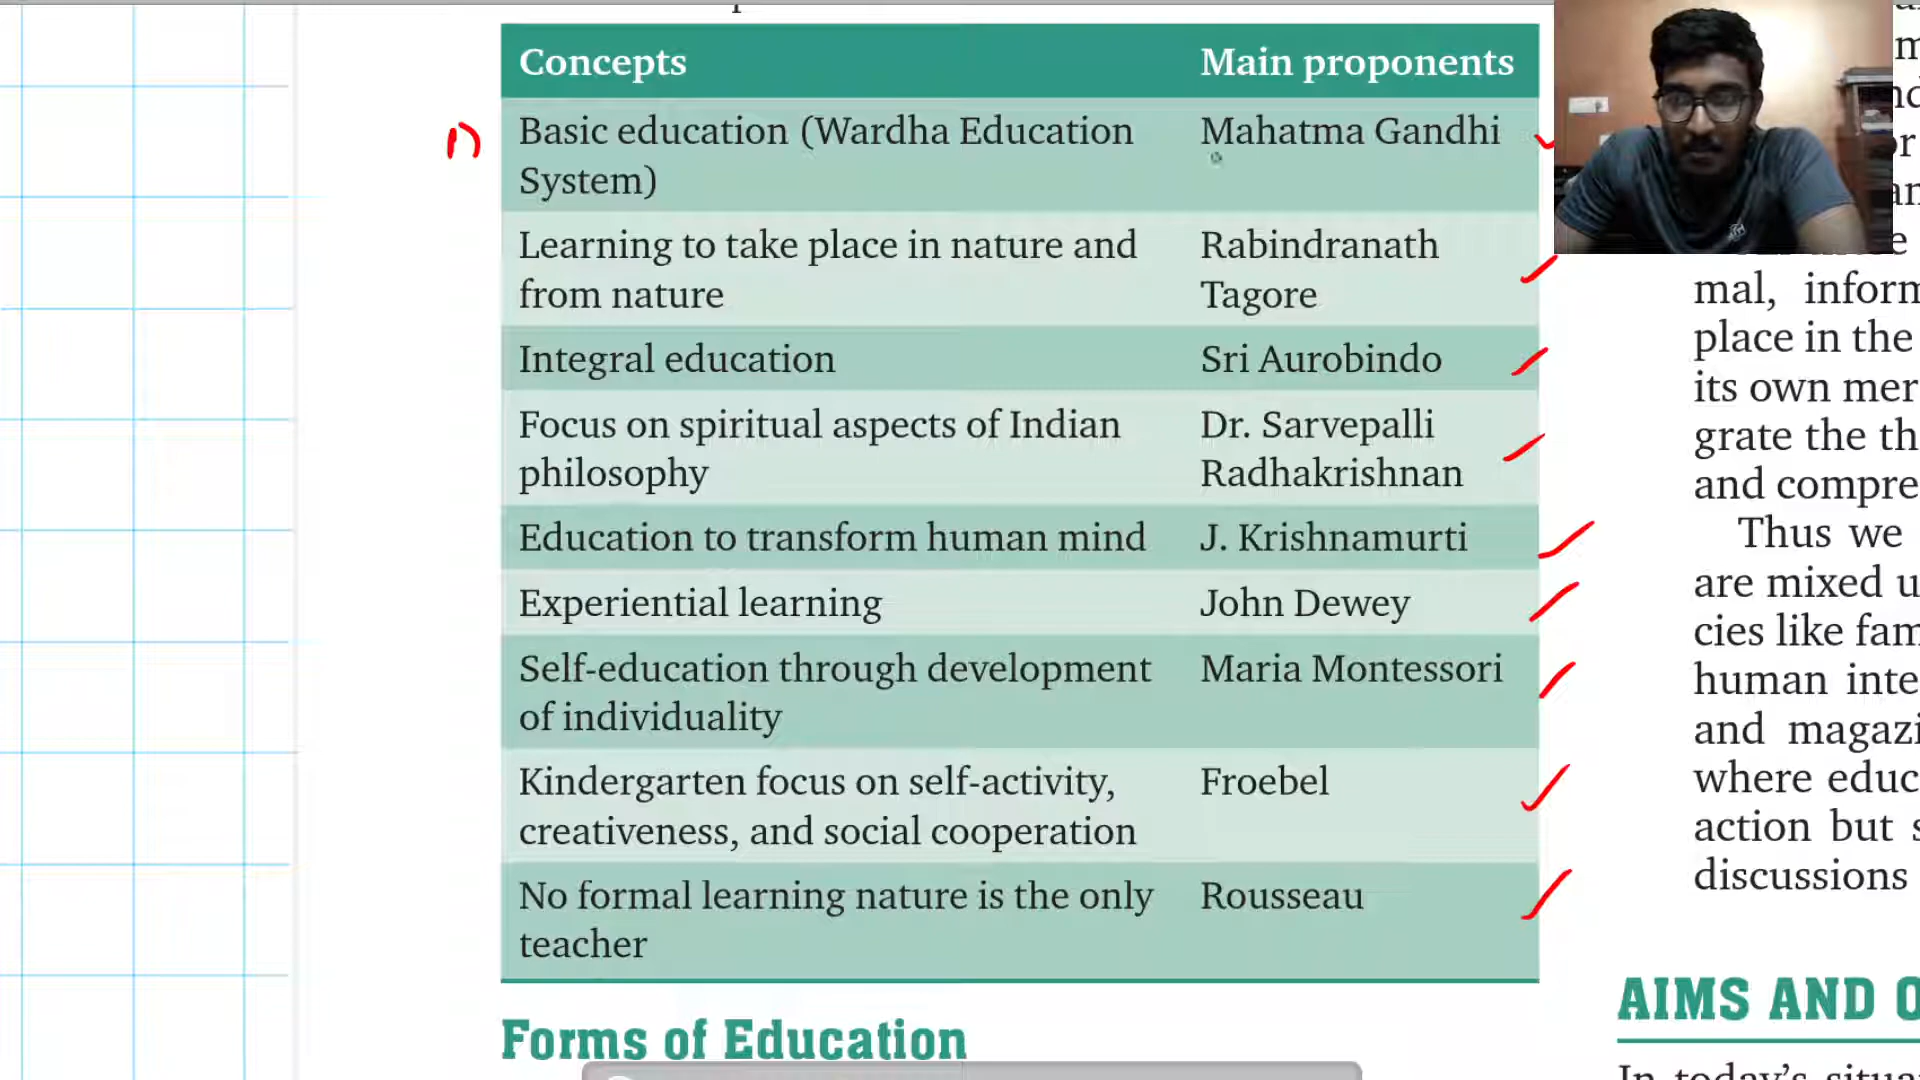 Concepts Main proponents
Basic education (Wardha Education Mahatma Gandhi
System)
Learning to take place in nature and Rabindranath
from nature Tagore
Integral education Sri Aurobindo
Focus on spiritual aspects of Indian Dr. Sarvepalli
philosophy Radhakrishnan
Education to transform human mind J. Krishnamurti
Experiential learning John Dewey
Self-education through development Maria Montessori
of individuality
Kindergarten focus on self-activity, Froebel
creativeness, and social cooperation
No formal learning nature is the only Rousseau
teacher
Forms of Education
mal, inform
place in the
its own mer
grate the th
and compre
Thus we
are mixed u
cies like fam
human inte
and magazi
where educ
action but s
discussions
AIMS AND O
In today's situa